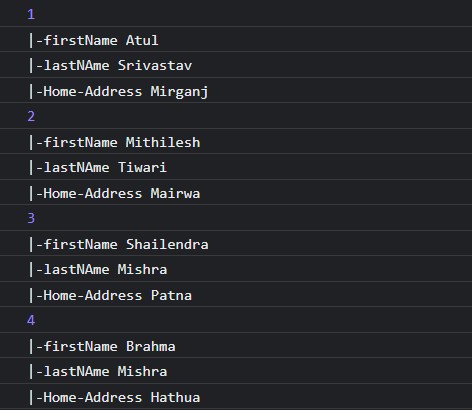 1
|-firstName Atul
|-lastNAme Srivastav
|-Home-Address Mirganj
2
|-firstName Mithilesh
|-lastNAme Tiwari
|-Home-Address Mairwa
3
|-firstName Shailendra
|-lastNAme Mishra
|-Home-Address Patna
4
|-firstName Brahma
|-lastNAme Mishra
|-Home-Address Hathua